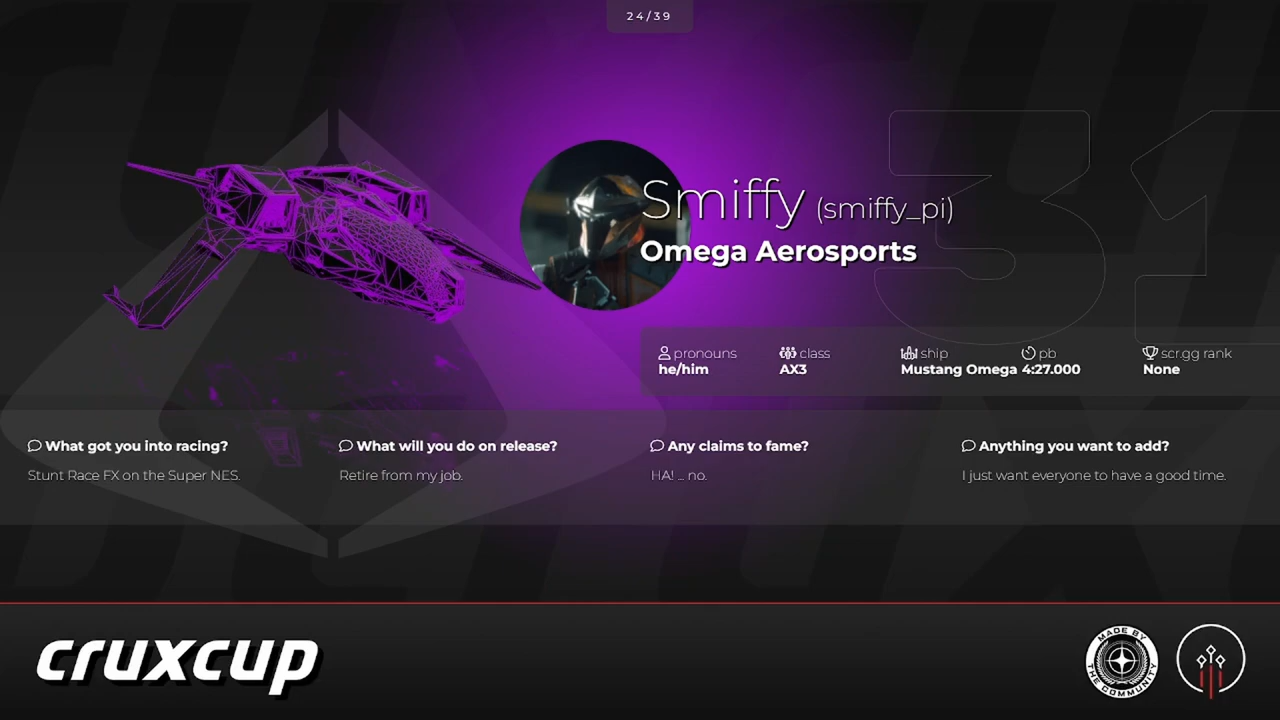 24/39
31
Smiffy (smiffy_pi)
Omega Aerosports
pronouns class ship pb scr.gg rank
he/him AX3 Mustang Omega 4:27.000 None
What got you into racing? What will you do on release? Any claims to fame? Anything you want to add?
Stunt Race FX on the Super NES. Retire from my job. HA! ... no. I just want everyone to have a good time.
cruxcup
MADE BY
THE COMMUNITY